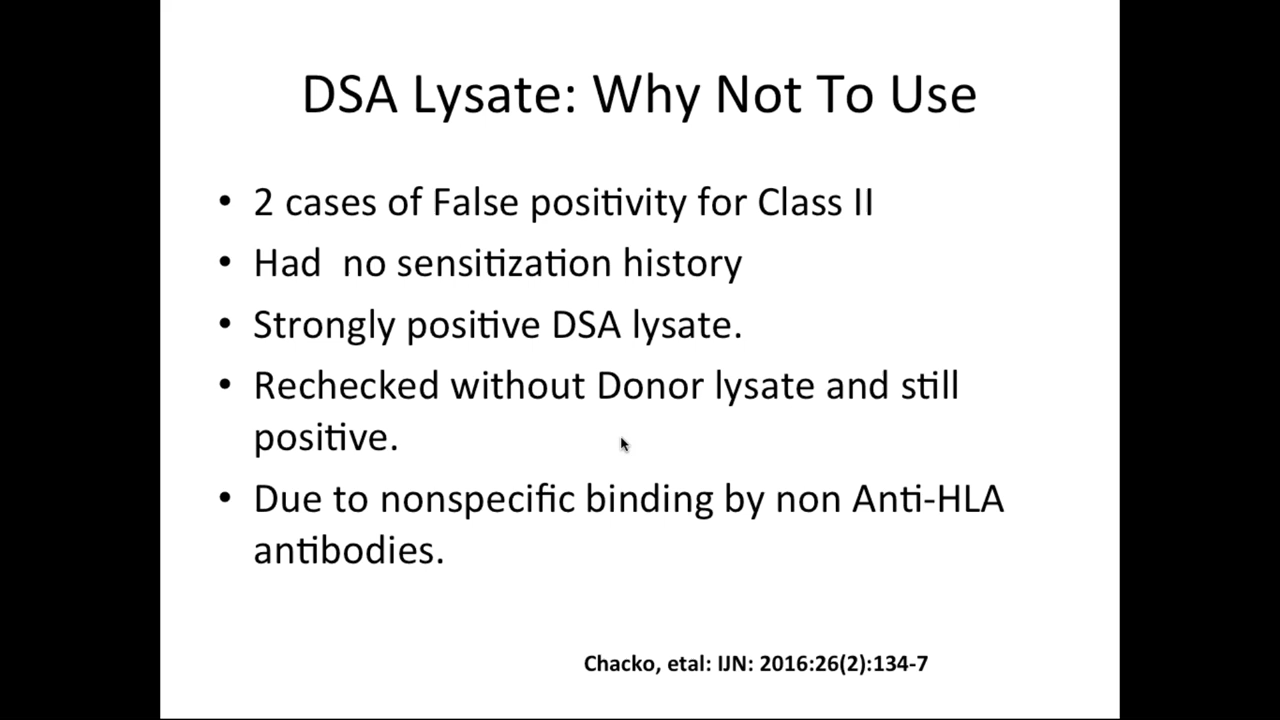 DSA Lysate: Why Not To Use
• 2 cases of False positivity for Class II
• Had  no sensitization history
• Strongly positive DSA lysate.
• Rechecked without Donor lysate and still
positive.
• Due to nonspecific binding by non Anti-HLA
antibodies.
Chacko, etal: IJN: 2016:26(2):134-7